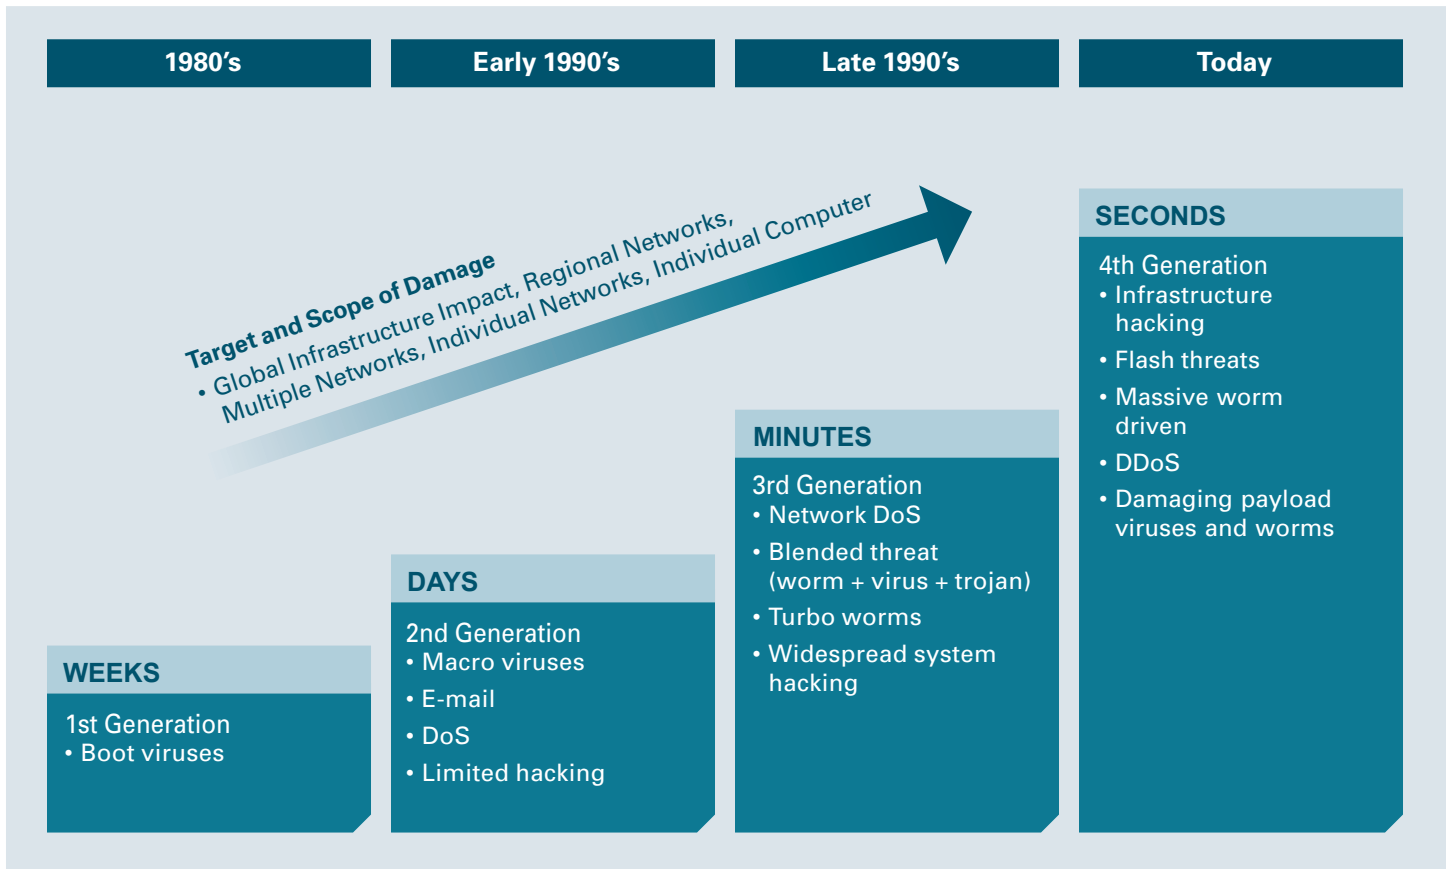 1980's
Early 1990's
Late 1990's
Today
Target and Scope of Damage
• Global Infrastructure Impact, Regional Networks,
Multiple Networks, Individual Networks, Individual Computer
WEEKS
1st Generation
• Boot viruses
DAYS
2nd Generation
• Macro viruses
• E-mail
• DoS
• Limited hacking
MINUTES
3rd Generation
• Network DoS
• Blended threat
(worm + virus + trojan)
• Turbo worms
• Widespread system
hacking
SECONDS
4th Generation
• Infrastructure
hacking
• Flash threats
• Massive worm
driven
• DDoS
• Damaging payload
viruses and worms